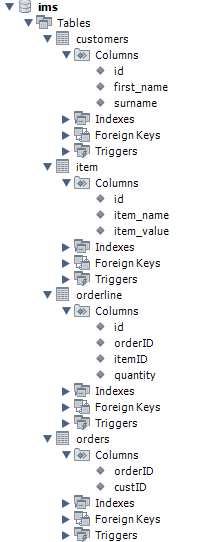 ims
Tables
customers
Columns
id
first_name
surname
Indexes
Foreign Keys
Triggers
item
Columns
id
item_name
item_value
Indexes
Foreign Keys
Triggers
orderline
Columns
id
orderID
itemID
quantity
Indexes
Foreign Keys
Triggers
orders
Columns
orderID
custID
Indexes
Foreign Keys
Triggers